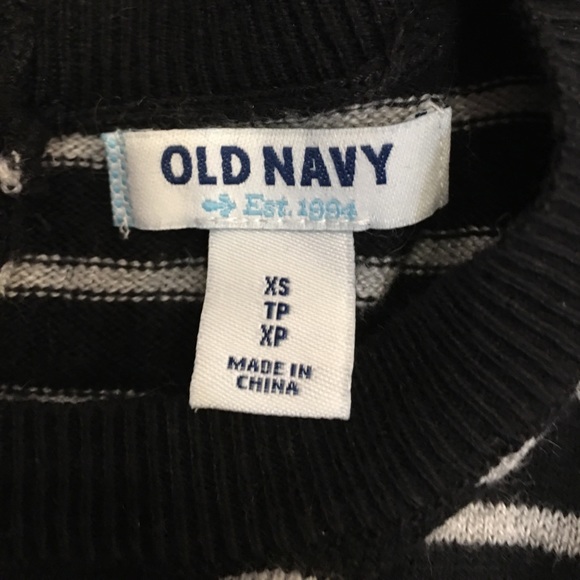 OLD NAVY
Est. 1994
XS
TP
XP
MADE IN
CHINA